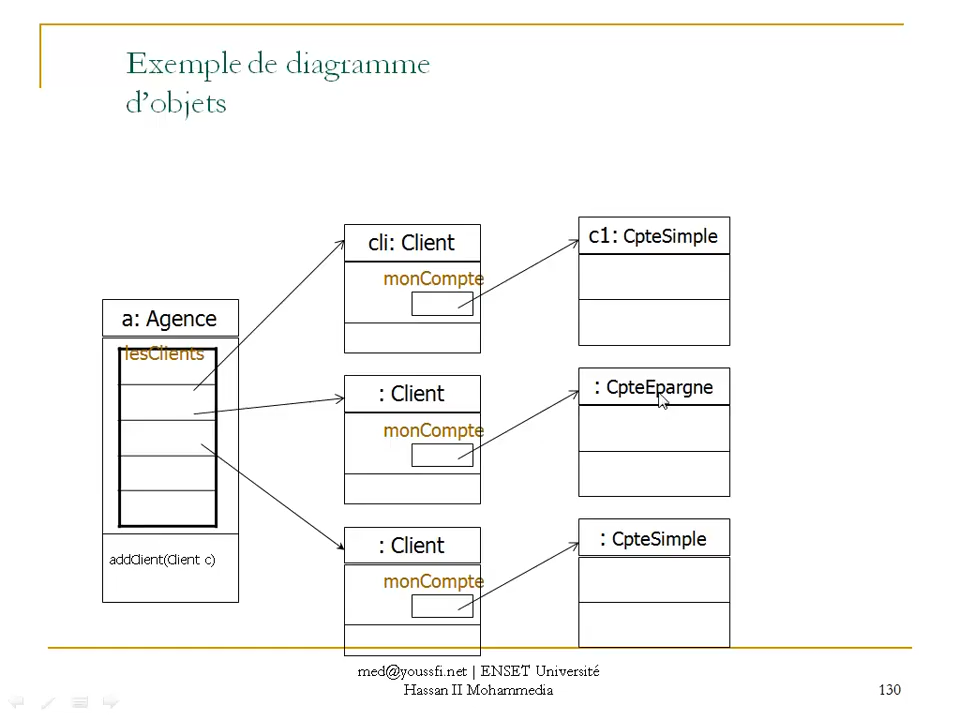 Exemple de diagramme
d'objets
cli: Client
monCompte
c1: CpteSimple
a: Agence
lesClients
addClient(Client c)
: Client
monCompte
: CpteEpargne
: Client
monCompte
: CpteSimple
med@youssfi.net | ENSET Université
Hassan II Mohammedia
130